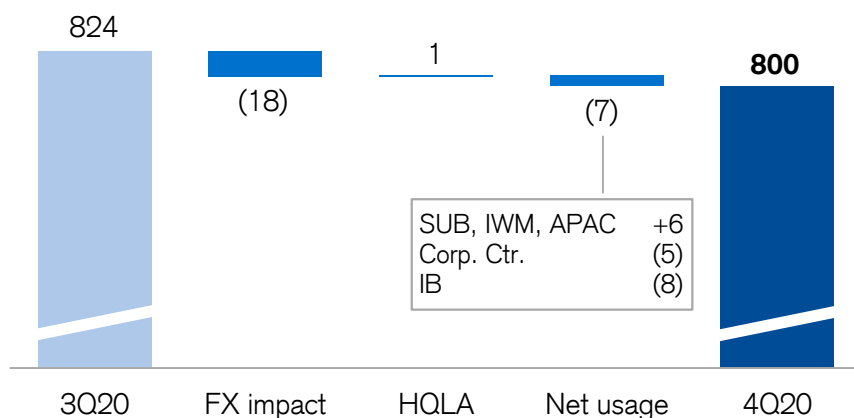 824
(18)
1
(7)
800
SUB, IWM, APAC +6
Corp. Ctr. (5)
IB (8)
3Q20 FX impact HQLA Net usage 4Q20